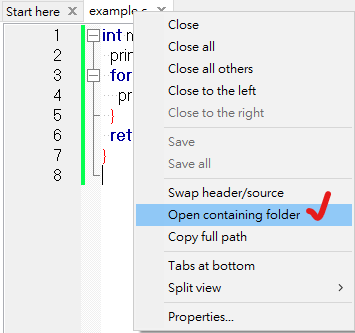 Start here × example.c ×
1 int
2 prin
3 for
4 pr
5 }
6 ret
7 }
8
Close
Close all
Close all others
Close to the left
Close to the right
Save
Save all
Swap header/source
Open containing folder
Copy full path
Tabs at bottom
Split view
Properties...